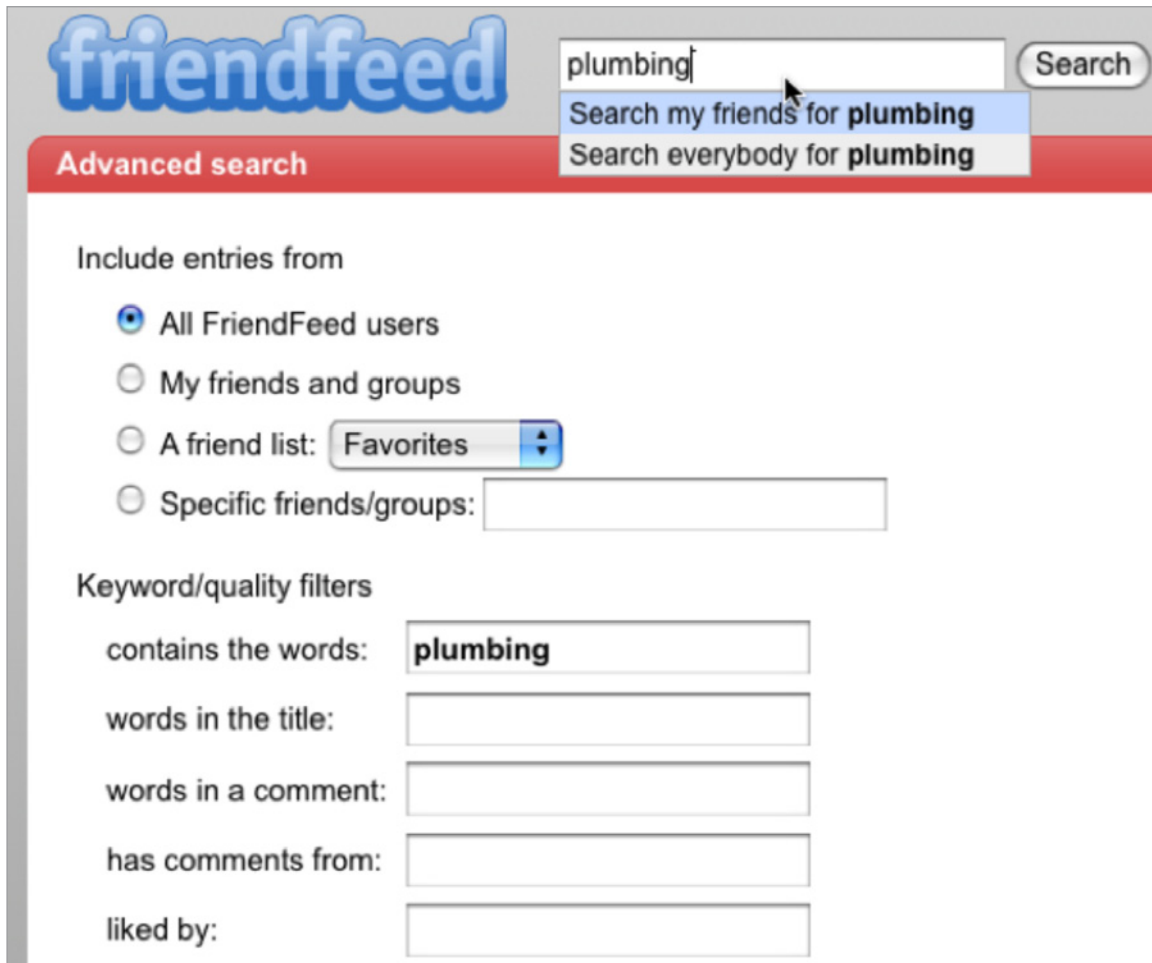 friendfeed
plumbing
Search
Search my friends for plumbing
Search everybody for plumbing
Advanced search
Include entries from
All FriendFeed users
My friends and groups
A friend list: Favorites
Specific friends/groups:
Keyword/quality filters
contains the words: plumbing
words in the title:
words in a comment:
has comments from:
liked by: